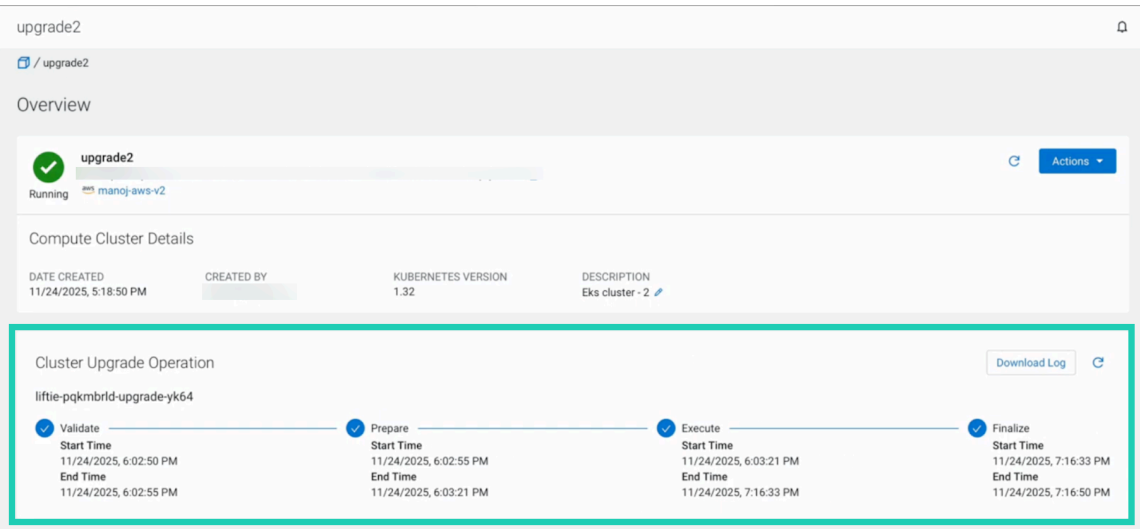 upgrade2
/ upgrade2
Overview
upgrade2
Running
aws manoj-aws-v2
Actions
Compute Cluster Details
DATE CREATED
CREATED BY
KUBERNETES VERSION
DESCRIPTION
11/24/2025, 5:18:50 PM
1.32
Eks cluster - 2
Cluster Upgrade Operation
Download Log
liftie-pqkmbrld-upgrade-yk64
Validate
Start Time
11/24/2025, 6:02:50 PM
End Time
11/24/2025, 6:02:55 PM
Prepare
Start Time
11/24/2025, 6:02:55 PM
End Time
11/24/2025, 6:03:21 PM
Execute
Start Time
11/24/2025, 6:03:21 PM
End Time
11/24/2025, 7:16:33 PM
Finalize
Start Time
11/24/2025, 7:16:33 PM
End Time
11/24/2025, 7:16:50 PM